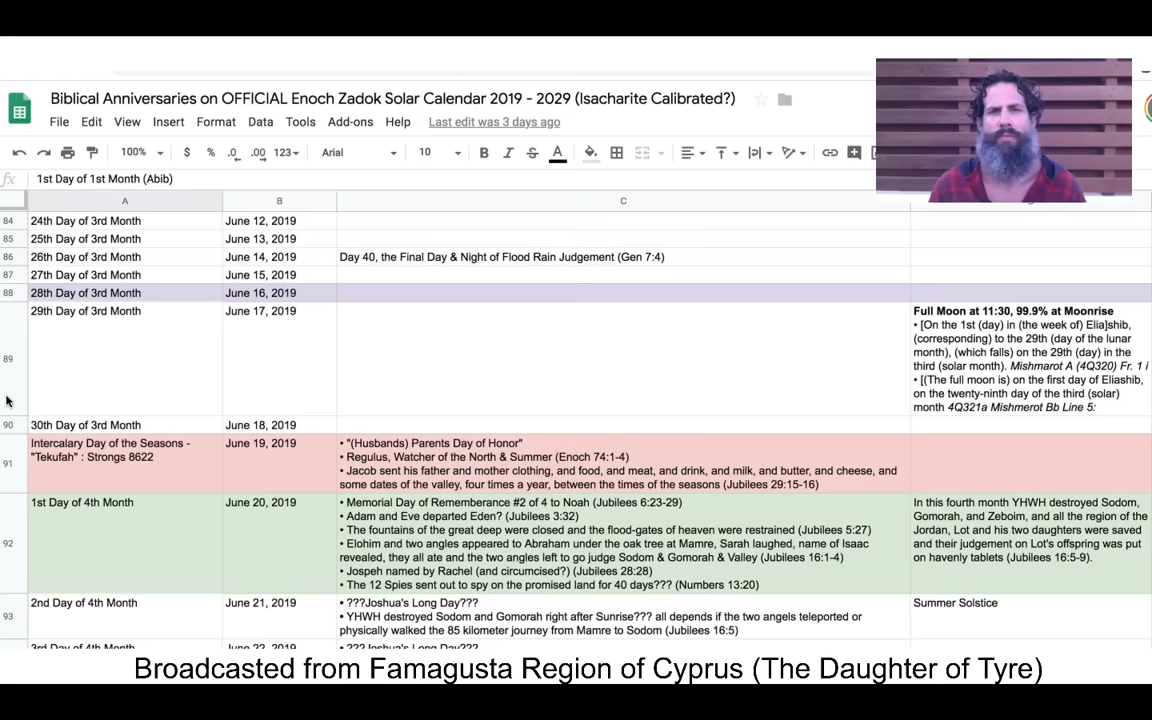 Biblical Anniversaries on OFFICIAL Enoch Zadok Solar Calendar 2019 - 2029 (Isacharite Calibrated?)
File Edit View Insert Format Data Tools Add-ons Help Last edit was 3 days ago
100% $ % .0 .00 123 Arial 10 B I S A
fx 1st Day of 1st Month (Abib)
A B C
84 24th Day of 3rd Month June 12, 2019
85 25th Day of 3rd Month June 13, 2019
86 26th Day of 3rd Month June 14, 2019 Day 40, the Final Day & Night of Flood Rain Judgement (Gen 7:4)
87 27th Day of 3rd Month June 15, 2019
88 28th Day of 3rd Month June 16, 2019
89 29th Day of 3rd Month June 17, 2019
Full Moon at 11:30, 99.9% at Moonrise
• [On the 1st (day) in (the week of) Elia]shib,
(corresponding) to the 29th (day of the lunar
month), (which falls) on the 29th (day) in the
third (solar month). Mishmarot A (4Q320) Fr. 1 i
• [(The full moon is) on the first day of Eliashib,
on the twenty-ninth day of the third (solar)
month 4Q321a Mishmerot Bb Line 5:
90 30th Day of 3rd Month June 18, 2019
91 Intercalary Day of the Seasons -
"Tekufah" : Strongs 8622
June 19, 2019
• "(Husbands) Parents Day of Honor"
• Regulus, Watcher of the North & Summer (Enoch 74:1-4)
• Jacob sent his father and mother clothing, and food, and meat, and drink, and milk, and butter, and cheese, and
some dates of the valley, four times a year, between the times of the seasons (Jubilees 29:15-16)
92 1st Day of 4th Month June 20, 2019
• Memorial Day of Rememberance #2 of 4 to Noah (Jubilees 6:23-29)
• Adam and Eve departed Eden? (Jubilees 3:32)
• The fountains of the great deep were closed and the flood-gates of heaven were restrained (Jubilees 5:27)
• Elohim and two angles appeared to Abraham under the oak tree at Mamre, Sarah laughed, name of Isaac
revealed, they all ate and the two angles left to go judge Sodom & Gomorah & Valley (Jubilees 16:1-4)
• Jospeh named by Rachel (and circumcised?) (Jubilees 28:28)
• The 12 Spies sent out to spy on the promised land for 40 days??? (Numbers 13:20)
In this fourth month YHWH destroyed Sodom,
Gomorah, and Zeboim, and all the region of the
Jordan, Lot and his two daughters were saved
and their judgement on Lot's offspring was put
on havenly tablets (Jubilees 16:5-9).
93 2nd Day of 4th Month June 21, 2019
• ???Joshua's Long Day???
• YHWH destroyed Sodom and Gomorah right after Sunrise??? all depends if the two angels teleported or
physically walked the 85 kilometer journey from Mamre to Sodom (Jubilees 16:5)
Summer Solstice
3rd Day of 4th Month June 22, 2019 • ???Joshua's Long Day???
Broadcasted from Famagusta Region of Cyprus (The Daughter of Tyre)